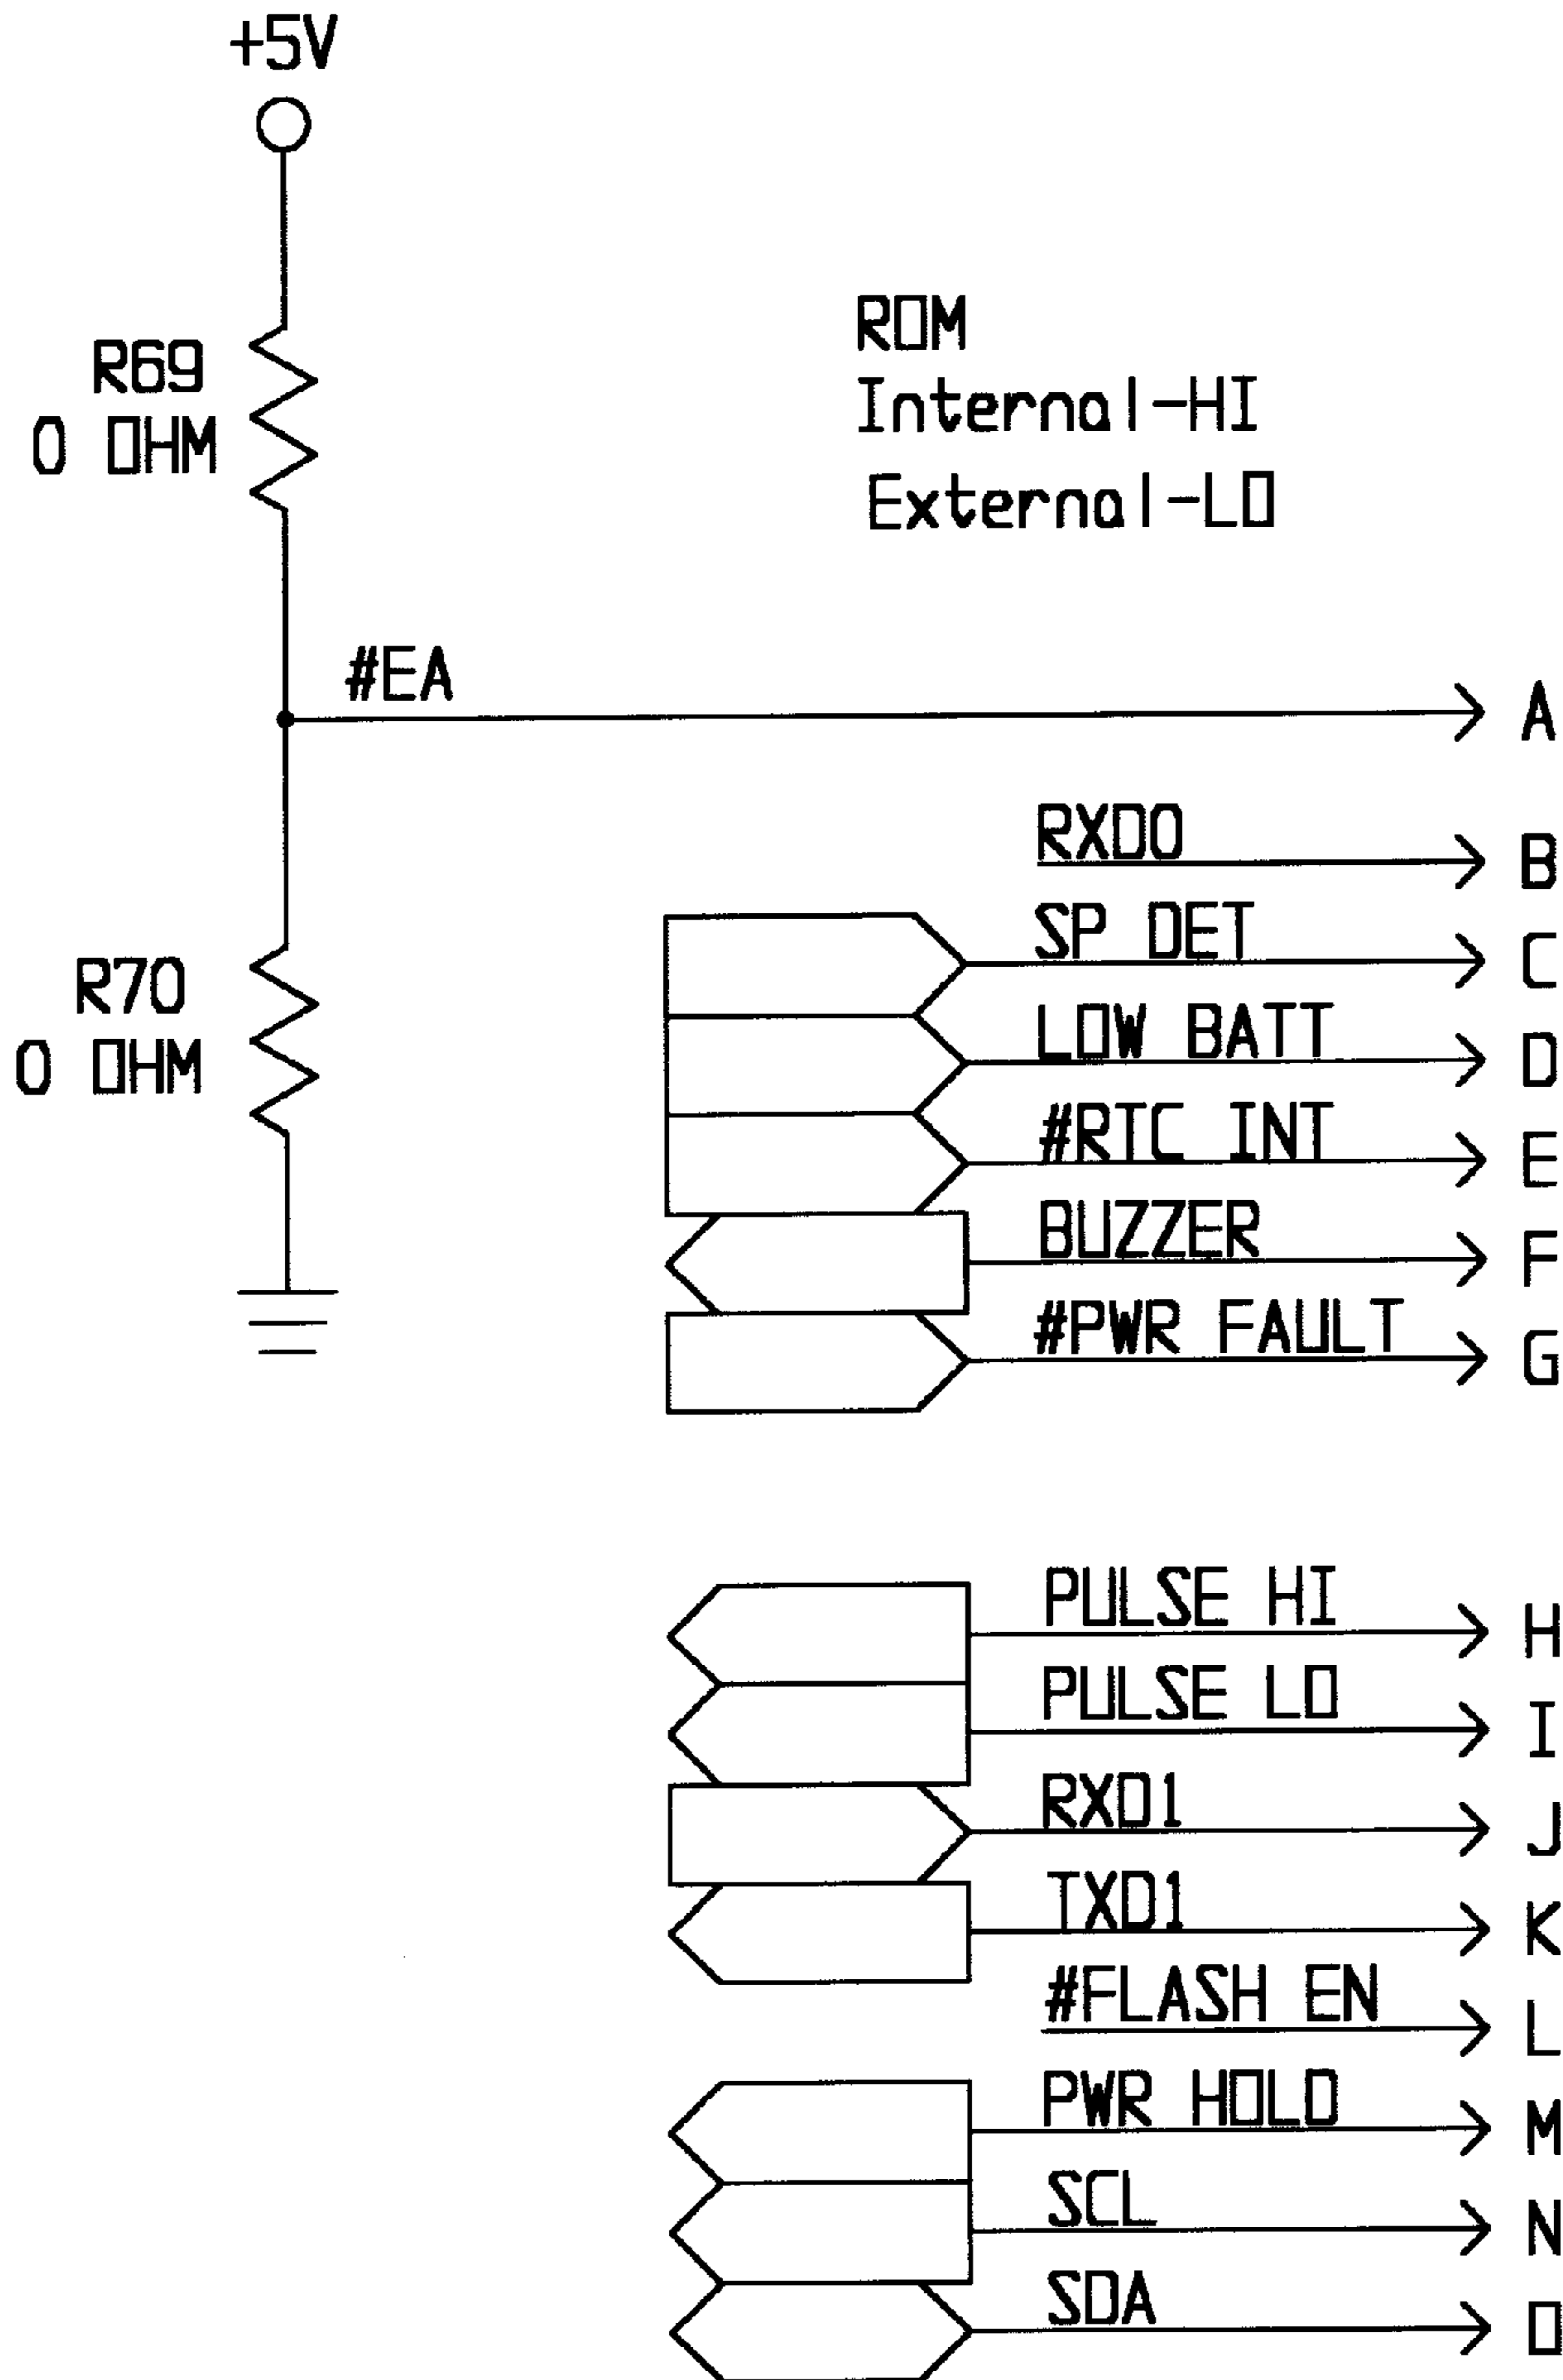 +5V
R69
0 OHM
ROM
Internal-HI
External-LO
#EA
A
RXD0
B
SP DET
C
LOW BATT
D
R70
0 OHM
#RTC INT
E
BUZZER
F
#PWR FAULT
G
PULSE HI
H
PULSE LO
I
RXD1
J
TXD1
K
#FLASH EN
L
PWR HOLD
M
SCL
N
SDA
O